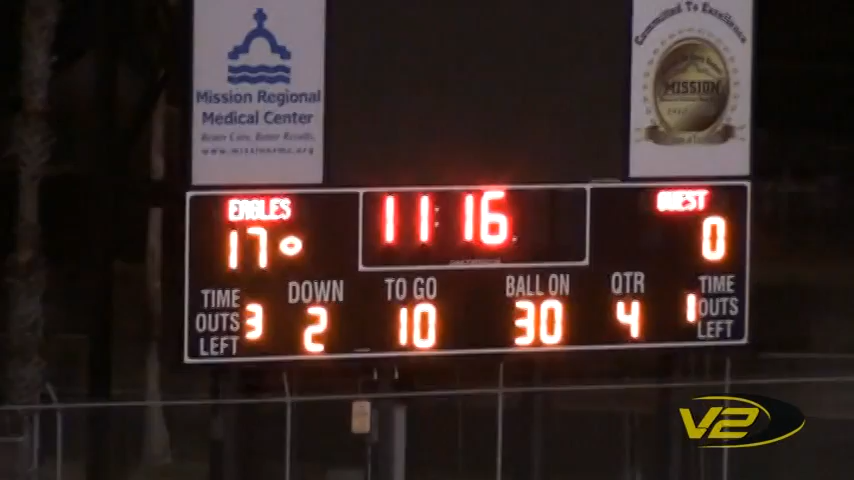 Mission Regional
Medical Center
www.missionrmc.org
Committed To Excellence
MISSION
EAGLES
17
11:16
GUEST
0
TIME
OUTS
LEFT
3
DOWN
2
TO GO
10
BALL ON
30
QTR
4
1
TIME
OUTS
LEFT
V2